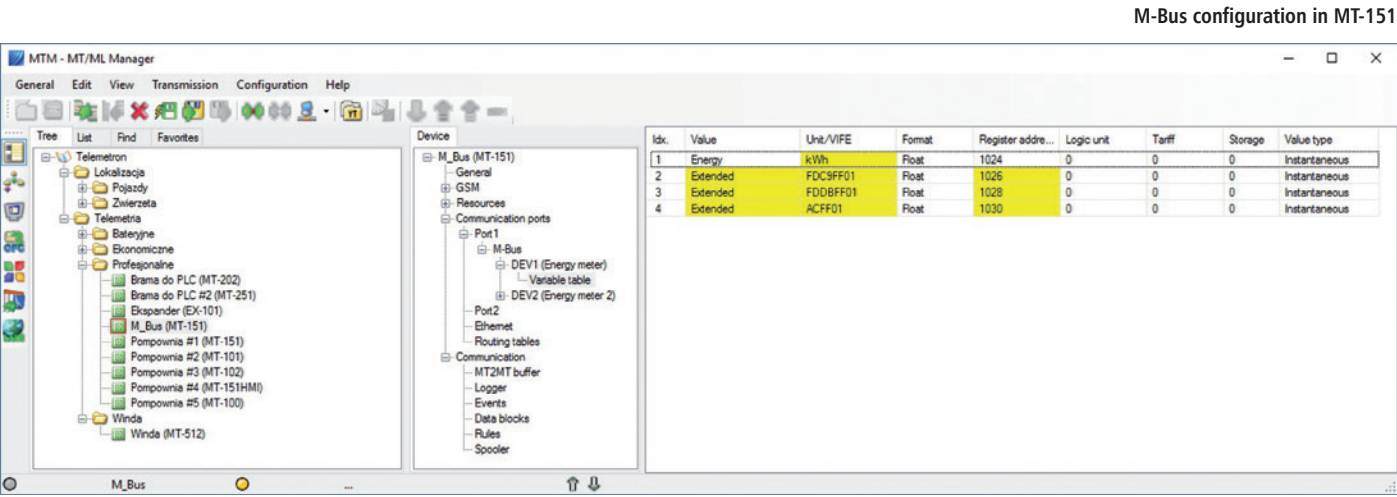 M-Bus configuration in MT-151
MTM - MT/ML Manager
General Edit View Transmission Configuration Help
Tree List Find Favorites
Telemetron
Lokalizacja
Pojazdy
Zwierzeta
Telemetria
Bateryjne
Ekonomiczne
Profesjonalne
Brama do PLC (MT-202)
Brama do PLC #2 (MT-251)
Ekspander (EX-101)
M_Bus (MT-151)
Pompownia #1 (MT-151)
Pompownia #2 (MT-101)
Pompownia #3 (MT-102)
Pompownia #4 (MT-151HMI)
Pompownia #5 (MT-100)
Winda
Winda (MT-512)
Device
M_Bus (MT-151)
General
GSM
Resources
Communication ports
Port1
M-Bus
DEV1 (Energy meter)
Variable table
DEV2 (Energy meter 2)
Port2
Ethernet
Routing tables
Communication
MT2MT buffer
Logger
Events
Data blocks
Rules
Spooler
Idx. Value Unit/VIFE Format Register addre... Logic unit Tariff Storage Value type
1 Energy kWh Float 1024 0 0 0 Instantaneous
2 Extended FDC9FF01 Float 1026 0 0 0 Instantaneous
3 Extended FDDBFF01 Float 1028 0 0 0 Instantaneous
4 Extended ACFF01 Float 1030 0 0 0 Instantaneous
M_Bus ...